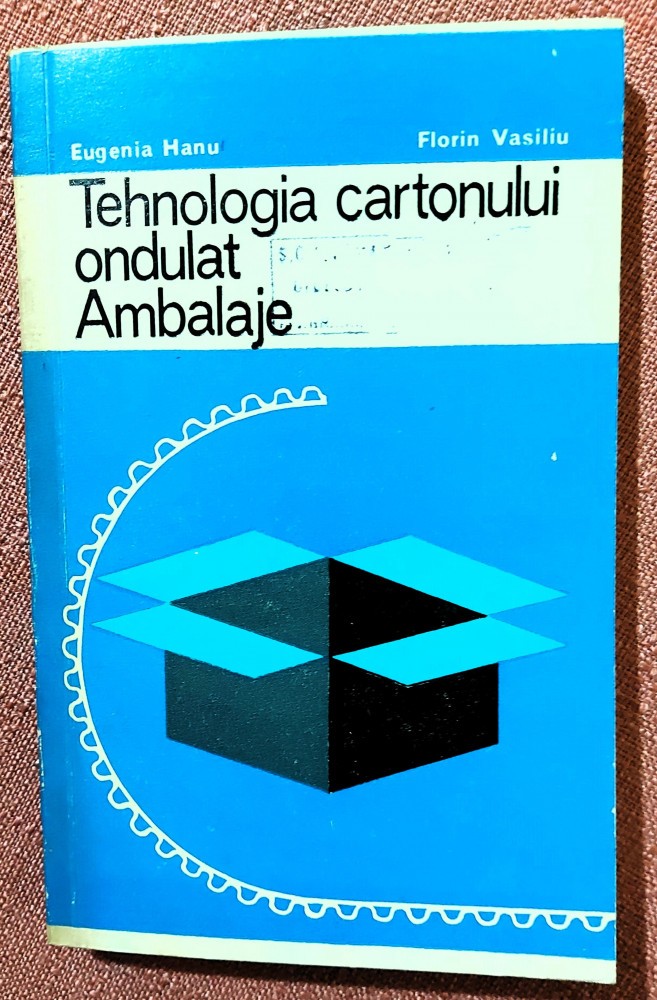 Eugenia Hanu
Florin Vasiliu
Tehnologia cartonului
ondulat
Ambalaje